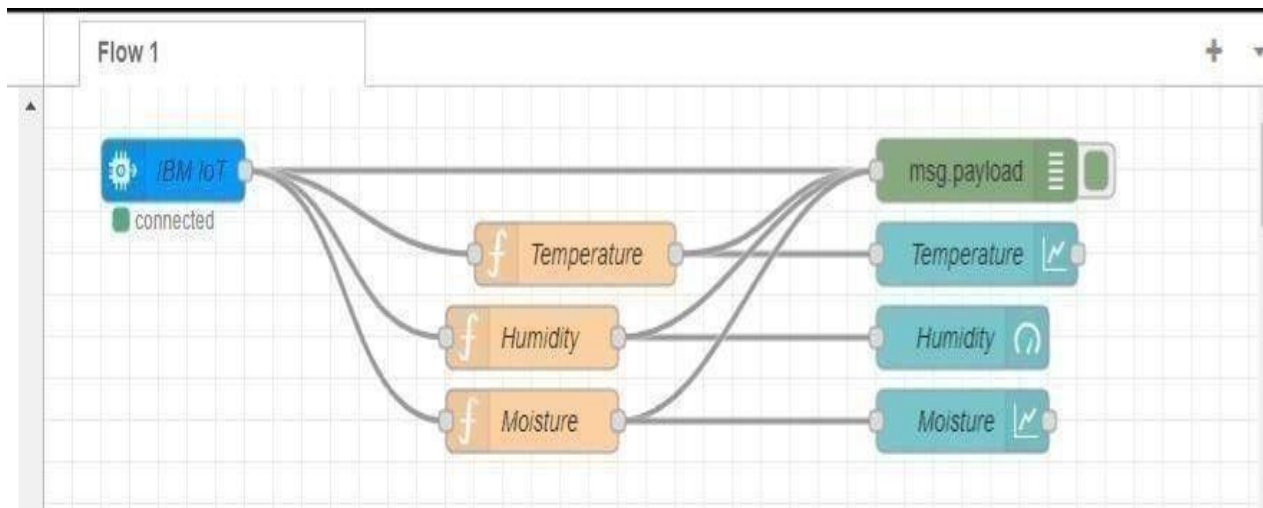 Flow 1
IBM IoT
connected
msg.payload
Temperature
Temperature
Humidity
Humidity
Moisture
Moisture